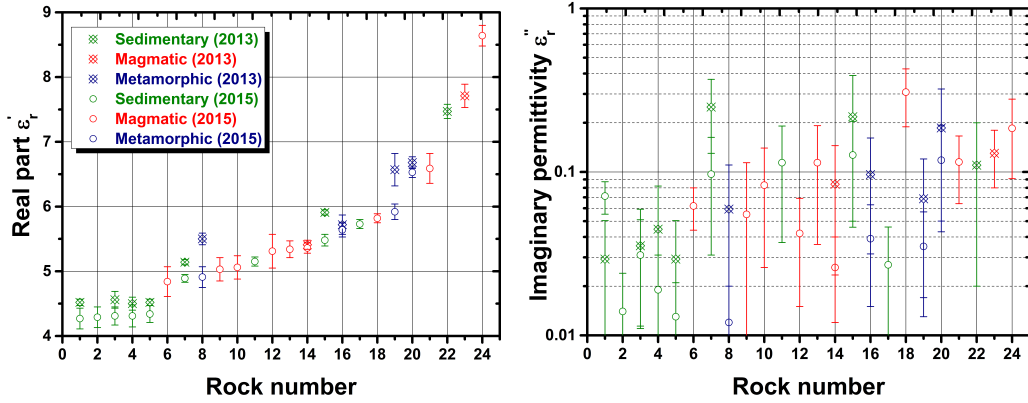 9
8
7
6
5
4
Real part ε'r
Sedimentary (2013)
Magmatic (2013)
Metamorphic (2013)
Sedimentary (2015)
Magmatic (2015)
Metamorphic (2015)
0 2 4 6 8 10 12 14 16 18 20 22 24
Rock number
1
0.1
0.01
Imaginary permittivity ε''r
0 2 4 6 8 10 12 14 16 18 20 22 24
Rock number